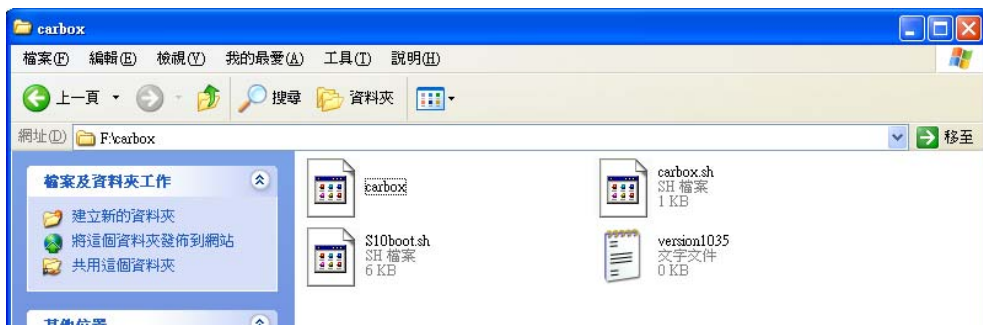 carbox
檔案(F) 編輯(E) 檢視(V) 我的最愛(A) 工具(T) 說明(H)
上一頁 搜尋 資料夾
網址(D) F:\carbox 移至
檔案及資料夾工作
建立新的資料夾
將這個資料夾發佈到網站
共用這個資料夾
其他位置
carbox
carbox.sh
SH 檔案
1 KB
S10boot.sh
SH 檔案
6 KB
version1035
文字文件
0 KB